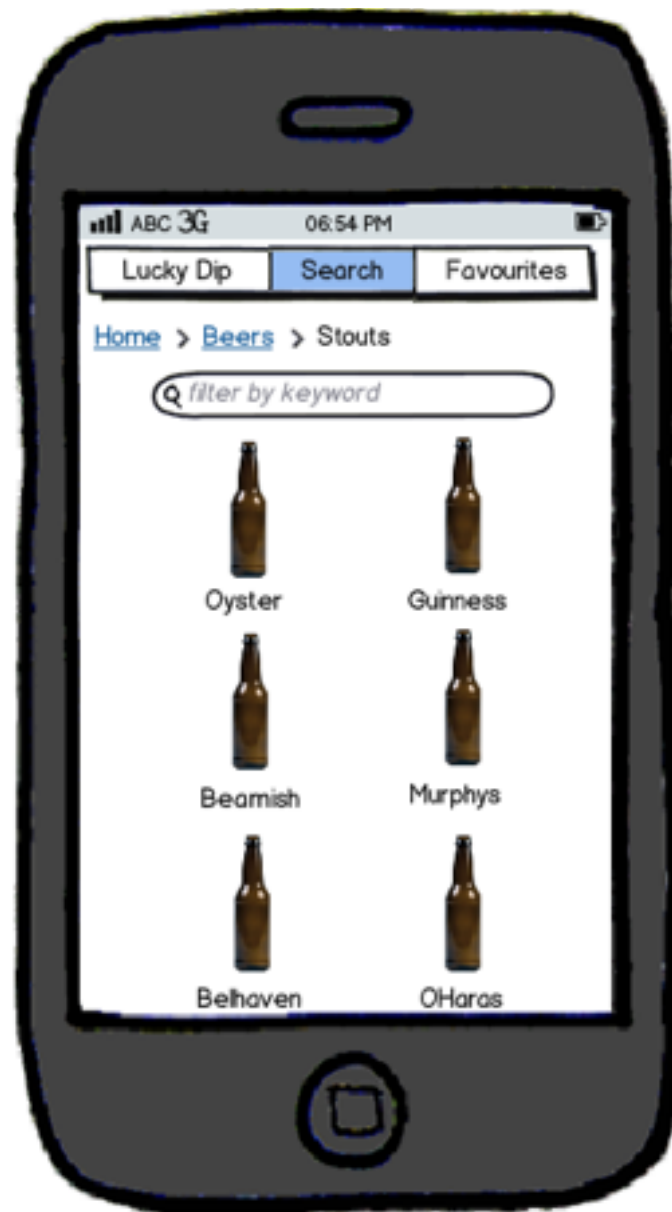 ABC 3G 06:54 PM
Lucky Dip Search Favourites
Home > Beers > Stouts
filter by keyword
Oyster Guinness
Beamish Murphys
Belhaven OHaras